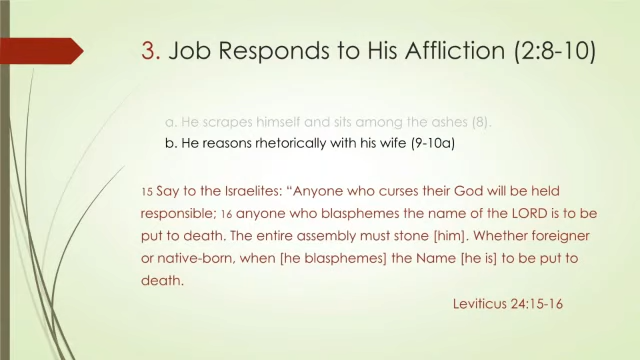 3. Job Responds to His Affliction (2:8-10)
a. He scrapes himself and sits among the ashes (8).
b. He reasons rhetorically with his wife (9-10a)
15 Say to the Israelites: “Anyone who curses their God will be held
responsible; 16 anyone who blasphemes the name of the LORD is to be
put to death. The entire assembly must stone [him]. Whether foreigner
or native-born, when [he blasphemes] the Name [he is] to be put to
death.
Leviticus 24:15-16